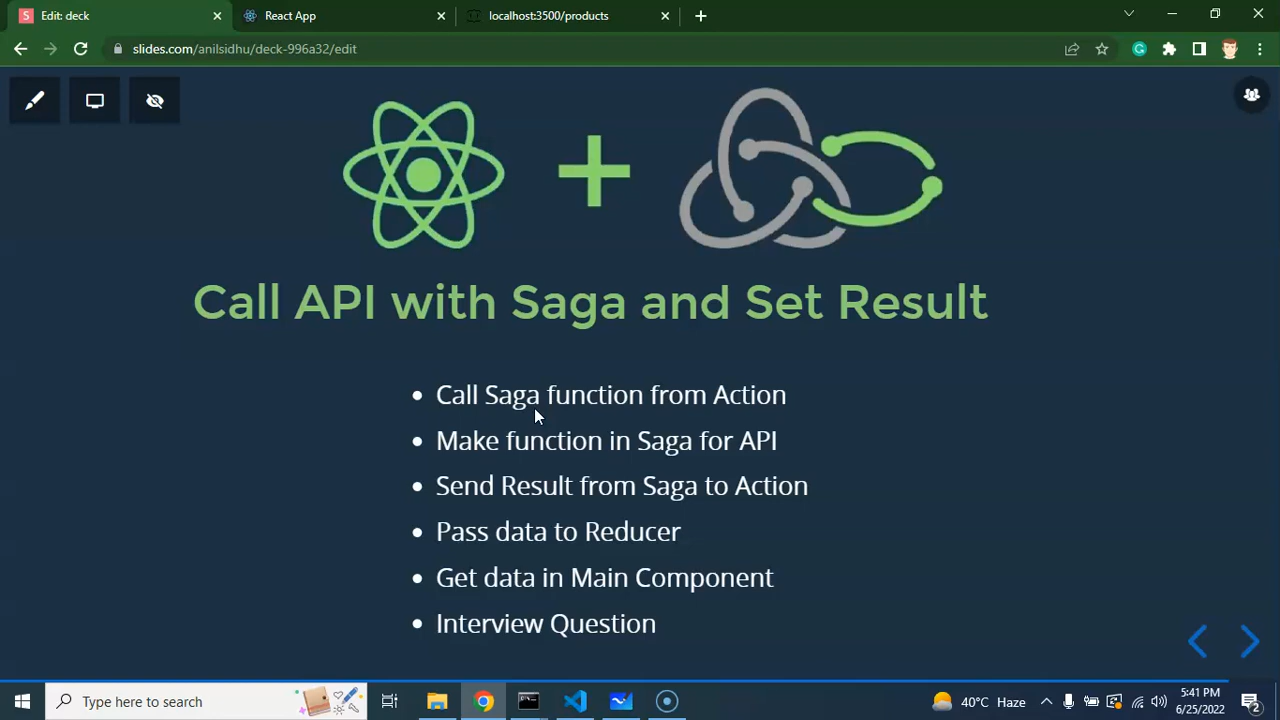 Edit: deck
React App
localhost:3500/products
slides.com/anilsidhu/deck-996a32/edit
Call API with Saga and Set Result
Call Saga function from Action
Make function in Saga for API
Send Result from Saga to Action
Pass data to Reducer
Get data in Main Component
Interview Question
Type here to search
40°C Haze
5:41 PM
6/25/2022
2